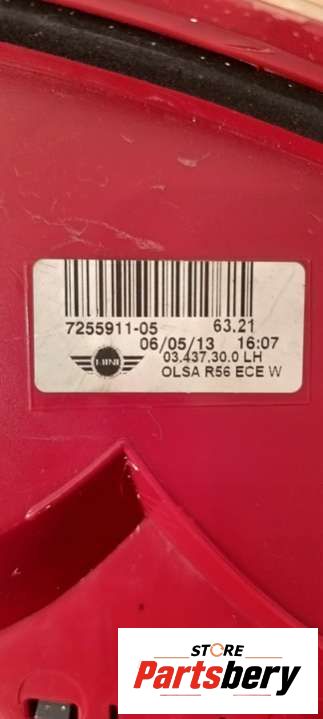 7255911-05 63.21
06/05/13 16:07
03.437.30.0 LH
OLSA R56 ECE W
STORE
Partsbery